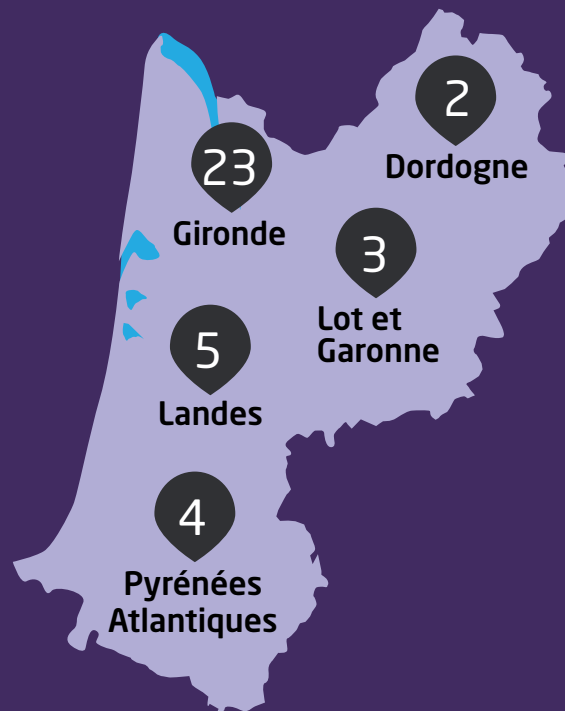 2
Dordogne
23
Gironde
3
Lot et
Garonne
5
Landes
4
Pyrénées
Atlantiques